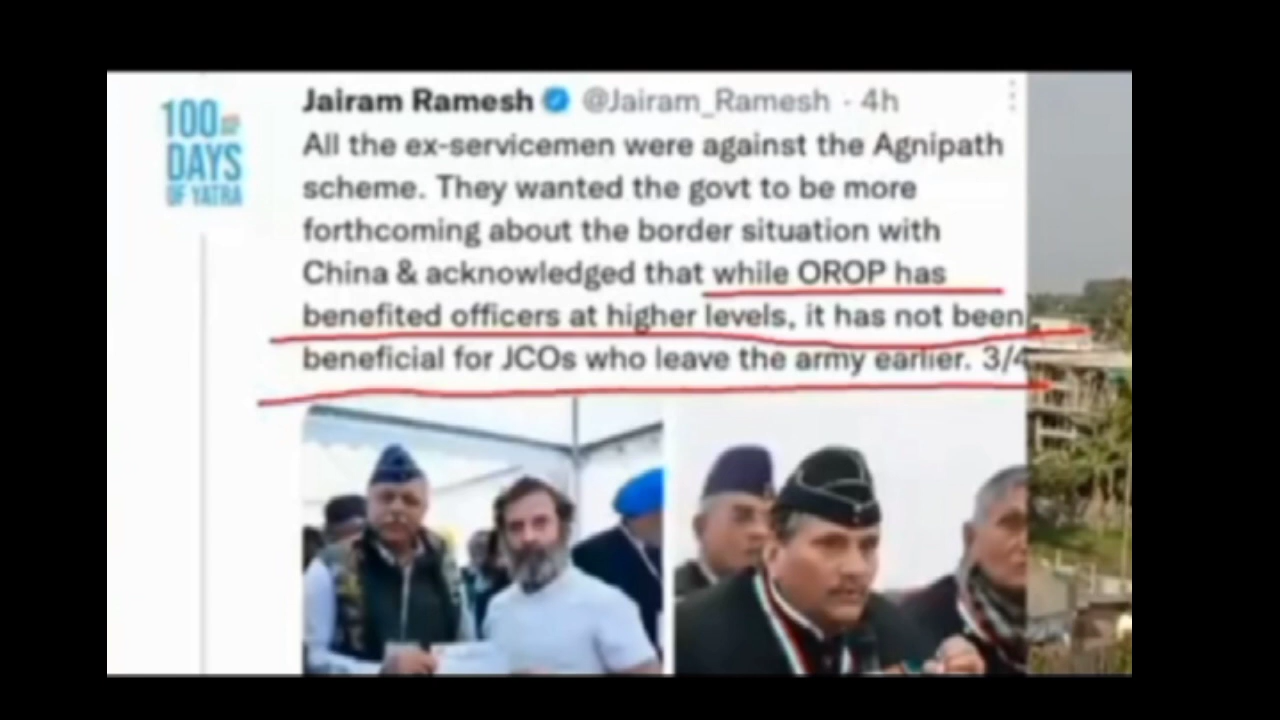 100
DAYS
OF YATRA
Jairam Ramesh @Jairam_Ramesh · 4h
All the ex-servicemen were against the Agnipath
scheme. They wanted the govt to be more
forthcoming about the border situation with
China & acknowledged that while OROP has
benefited officers at higher levels, it has not been
beneficial for JCOs who leave the army earlier. 3/4